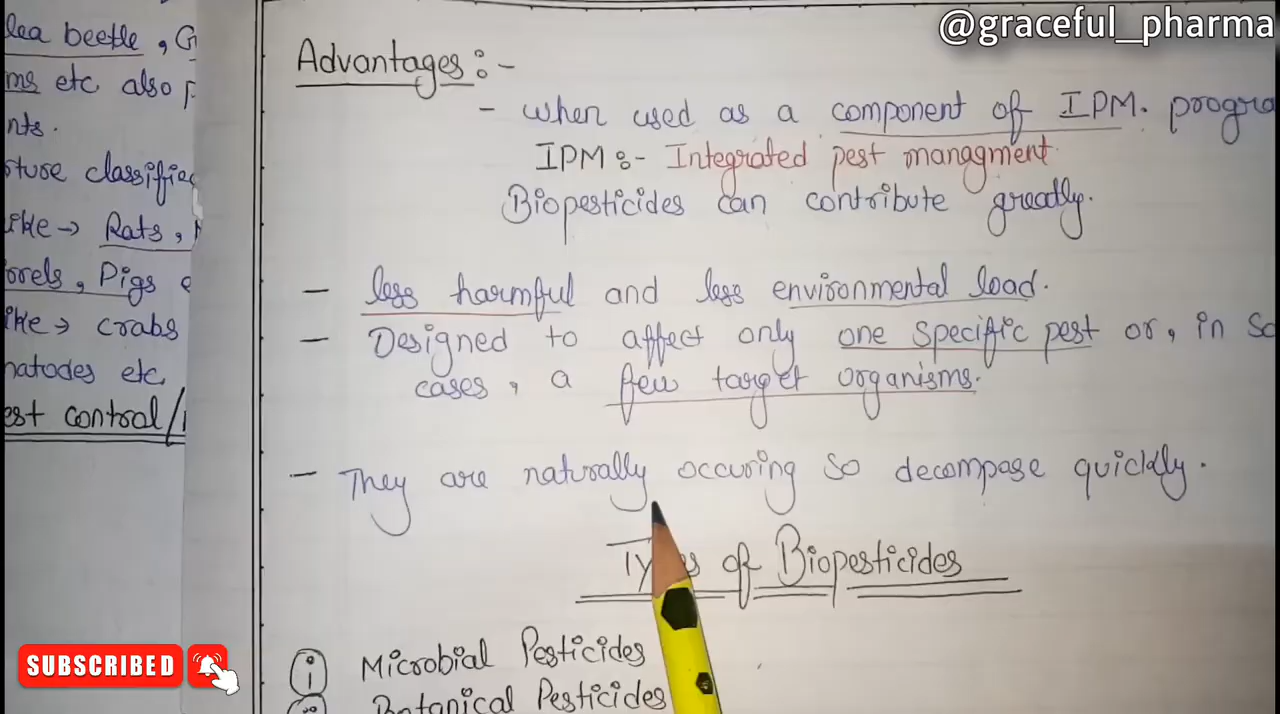 @graceful_pharma
lea beetle, G
ms etc also p
nts.
ture classified
ike → Rats,
orels, Pigs
ike → crabs
natodes etc
est control/
Advantages:-
- when used as a component of IPM. progra
IPM:- Integrated pest managment
Biopesticides can contribute greatly.
- less harmful and less environmental load.
- Designed to affect only one specific pest or, in so
cases, a few target organisms.
- They are naturally occuring so decompase quickly.
Types of Biopesticides
i Microbial Pesticides
Botanical Pesticides
SUBSCRIBED